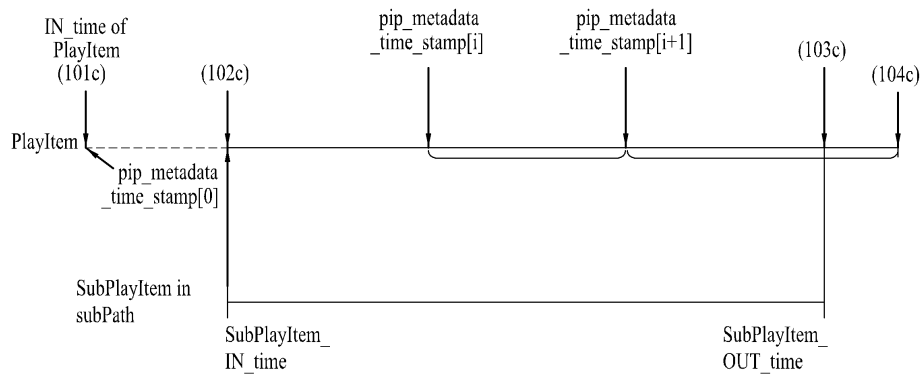 IN_time of
PlayItem
(101c)
(102c)
pip_metadata
_time_stamp[i]
pip_metadata
_time_stamp[i+1]
(103c)
(104c)
PlayItem
pip_metadata
_time_stamp[0]
SubPlayItem in
subPath
SubPlayItem_
IN_time
SubPlayItem_
OUT_time